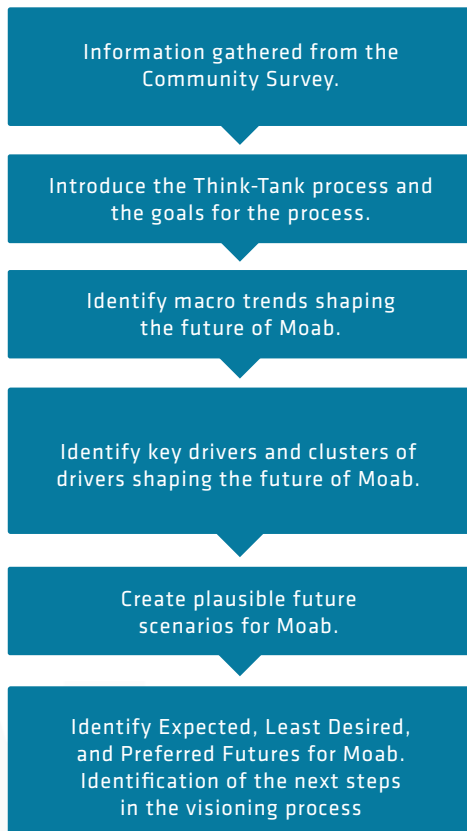 Information gathered from the
Community Survey.
Introduce the Think-Tank process and
the goals for the process.
Identify macro trends shaping
the future of Moab.
Identify key drivers and clusters of
drivers shaping the future of Moab.
Create plausible future
scenarios for Moab.
Identify Expected, Least Desired,
and Preferred Futures for Moab.
Identification of the next steps
in the visioning process